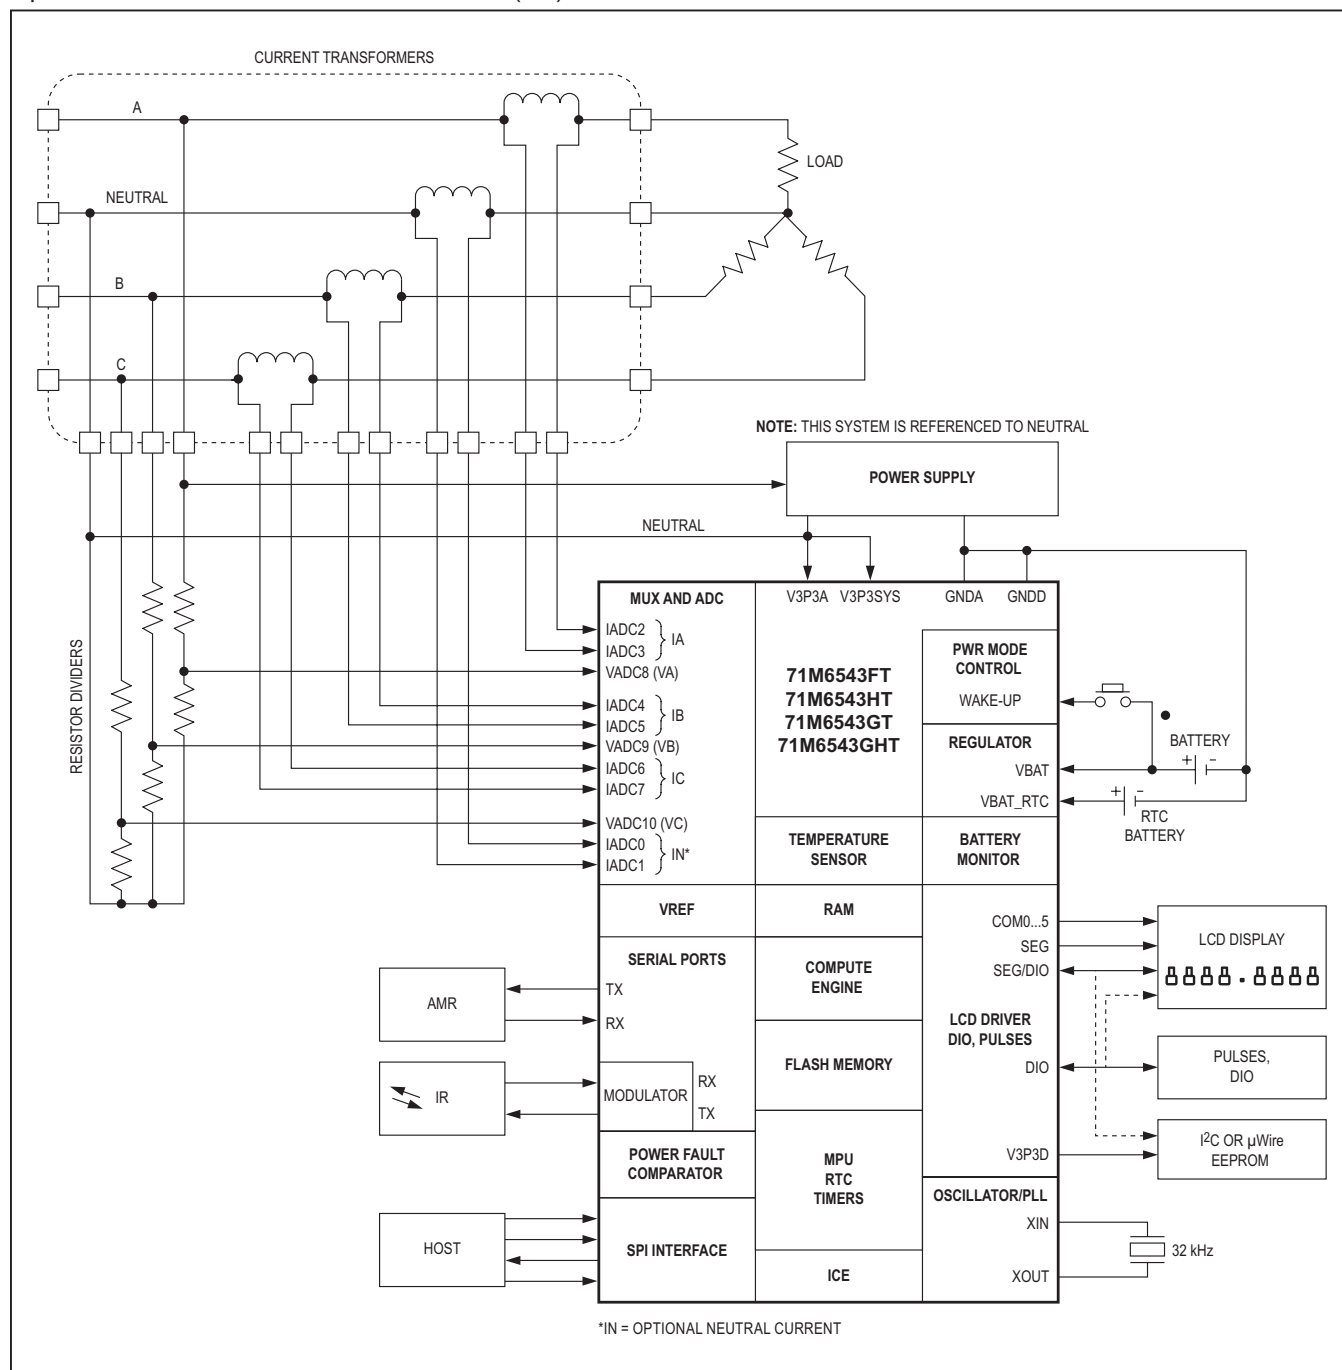 CURRENT TRANSFORMERS
A
LOAD
NEUTRAL
B
C
NOTE: THIS SYSTEM IS REFERENCED TO NEUTRAL
POWER SUPPLY
NEUTRAL
RESISTOR DIVIDERS
MUX AND ADC
V3P3A
V3P3SYS
GNDA
GNDD
IADC2
IADC3
IA
VADC8 (VA)
IADC4
IADC5
IB
VADC9 (VB)
IADC6
IADC7
IC
VADC10 (VC)
IADC0
IADC1
IN*
71M6543FT
71M6543HT
71M6543GT
71M6543GHT
PWR MODE
CONTROL
WAKE-UP
REGULATOR
VBAT
VBAT_RTC
BATTERY
+ -
+ -
RTC
BATTERY
TEMPERATURE
SENSOR
BATTERY
MONITOR
VREF
RAM
COM0...5
SEG
SEG/DIO
LCD DISPLAY
SERIAL PORTS
TX
RX
AMR
COMPUTE
ENGINE
LCD DRIVER
DIO, PULSES
DIO
PULSES,
DIO
FLASH MEMORY
IR
MODULATOR
RX
TX
V3P3D
I2C OR µWire
EEPROM
POWER FAULT
COMPARATOR
MPU
RTC
TIMERS
OSCILLATOR/PLL
XIN
XOUT
32 kHz
HOST
SPI INTERFACE
ICE
*IN = OPTIONAL NEUTRAL CURRENT